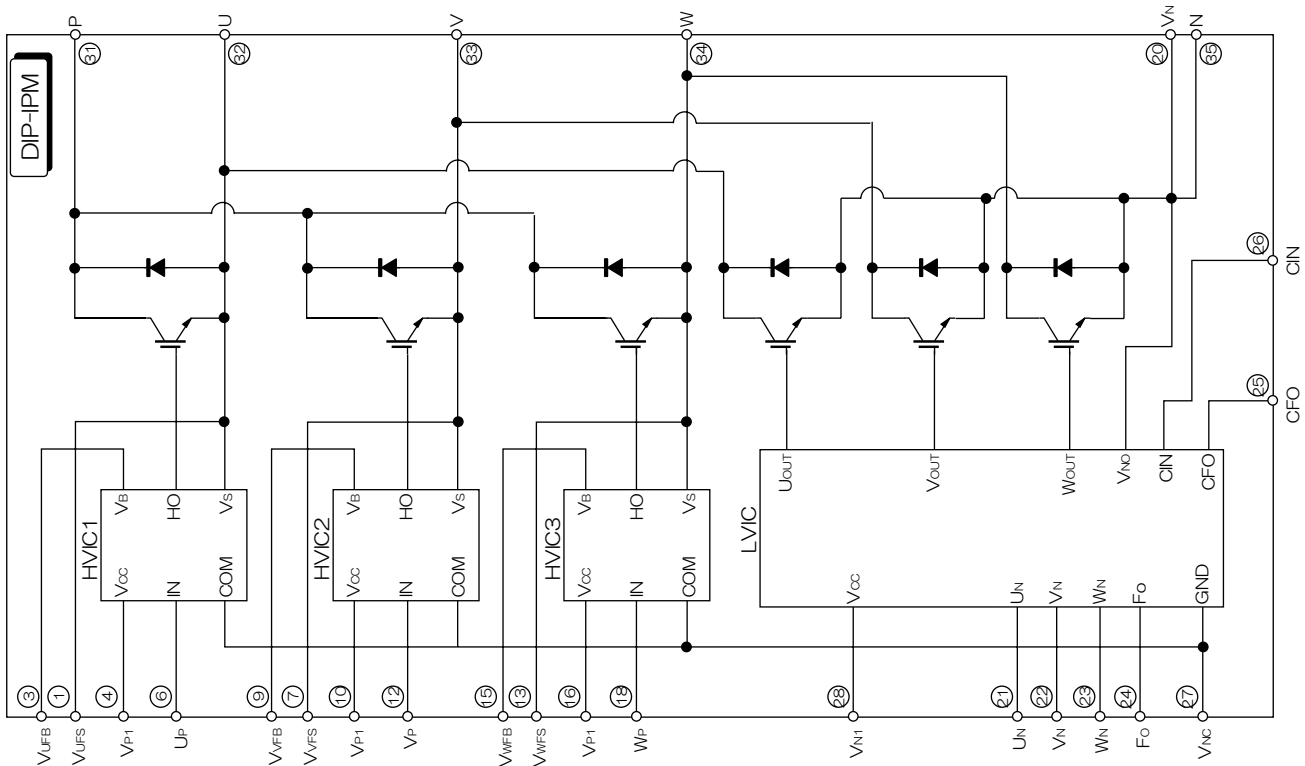 DIP-IPM
VUFB
3
VUFS
1
VP1
4
UP
6
HVIC1
VCC
VB
IN
HO
COM
VS
P
31
U
32
VVFB
9
VVFS
7
VP1
10
VP
12
HVIC2
VCC
VB
IN
HO
COM
VS
V
33
VWFB
15
VWFS
13
VP1
16
WP
18
HVIC3
VCC
VB
IN
HO
COM
VS
W
34
LVIC
UOUT
VN1
28
VCC
VOUT
UN
21
UN
VN
22
VN
WOUT
WN
23
WN
VNO
FO
24
FO
CIN
VNC
27
GND
CFO
VN
20
N
35
CFO
25
CIN
26